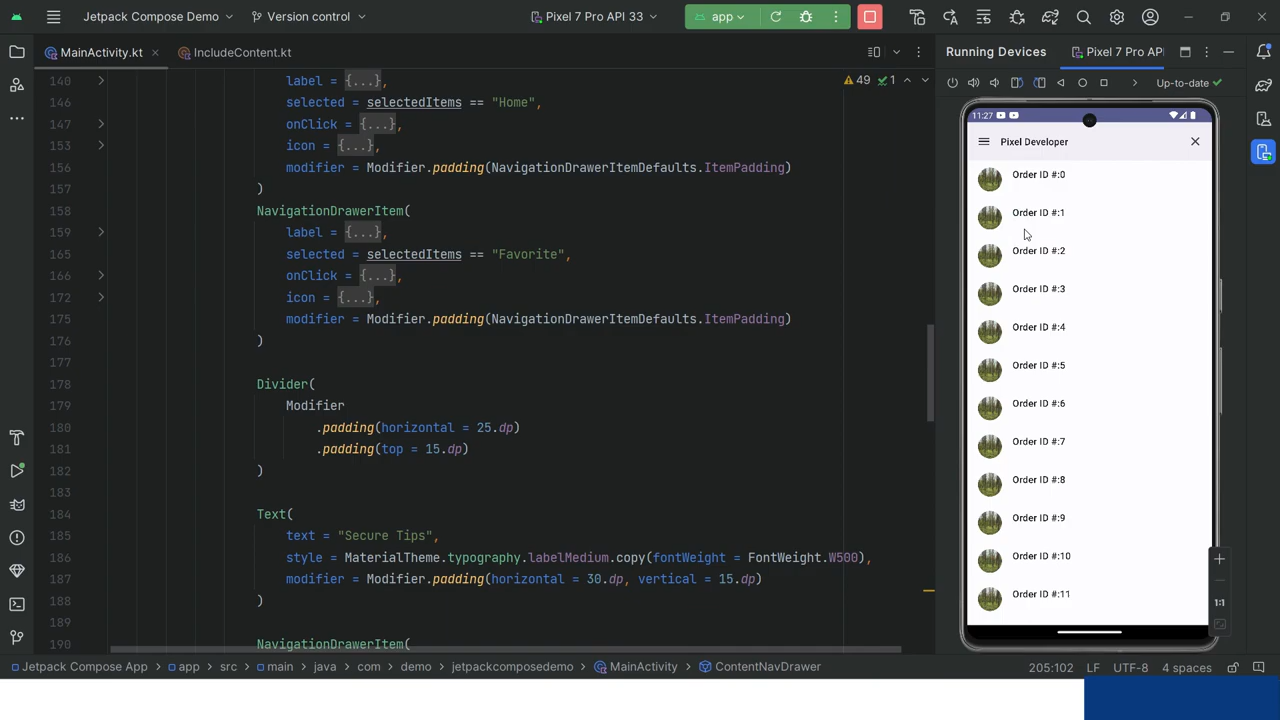 Jetpack Compose Demo
Version control
Pixel 7 Pro API 33
app
MainActivity.kt
IncludeContent.kt
Running Devices
Pixel 7 Pro API
Up-to-date
49
1
140 label = {...},
146 selected = selectedItems == "Home",
147 onClick = {...},
153 icon = {...},
156 modifier = Modifier.padding(NavigationDrawerItemDefaults.ItemPadding)
157 )
158 NavigationDrawerItem(
159 label = {...},
165 selected = selectedItems == "Favorite",
166 onClick = {...},
172 icon = {...},
175 modifier = Modifier.padding(NavigationDrawerItemDefaults.ItemPadding)
176 )
177
178 Divider(
179 Modifier
180 .padding(horizontal = 25.dp)
181 .padding(top = 15.dp)
182 )
183
184 Text(
185 text = "Secure Tips",
186 style = MaterialTheme.typography.labelMedium.copy(fontWeight = FontWeight.W500),
187 modifier = Modifier.padding(horizontal = 30.dp, vertical = 15.dp)
188 )
189
190 NavigationDrawerItem(
11:27
Pixel Developer
Order ID #:0
Order ID #:1
Order ID #:2
Order ID #:3
Order ID #:4
Order ID #:5
Order ID #:6
Order ID #:7
Order ID #:8
Order ID #:9
Order ID #:10
Order ID #:11
1:1
Jetpack Compose App > app > src > main > java > com > demo > jetpackcomposedemo > MainActivity > ContentNavDrawer
205:102 LF UTF-8 4 spaces